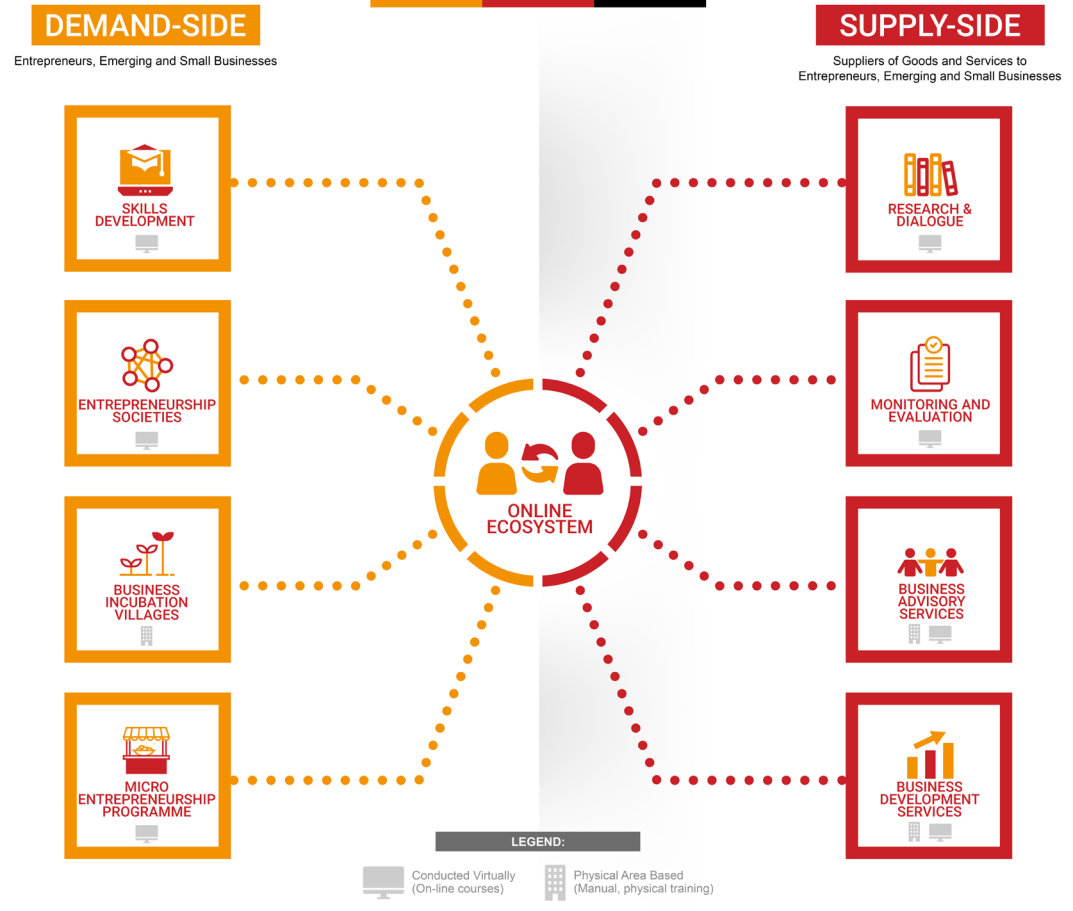 DEMAND-SIDE
Entrepreneurs, Emerging and Small Businesses
SUPPLY-SIDE
Suppliers of Goods and Services to
Entrepreneurs, Emerging and Small Businesses
SKILLS
DEVELOPMENT
RESEARCH &
DIALOGUE
ENTREPRENEURSHIP
SOCIETIES
MONITORING AND
EVALUATION
ONLINE
ECOSYSTEM
BUSINESS
INCUBATION
VILLAGES
BUSINESS
ADVISORY
SERVICES
MICRO
ENTREPRENEURSHIP
PROGRAMME
BUSINESS
DEVELOPMENT
SERVICES
LEGEND:
Conducted Virtually
(On-line courses)
Physical Area Based
(Manual, physical training)